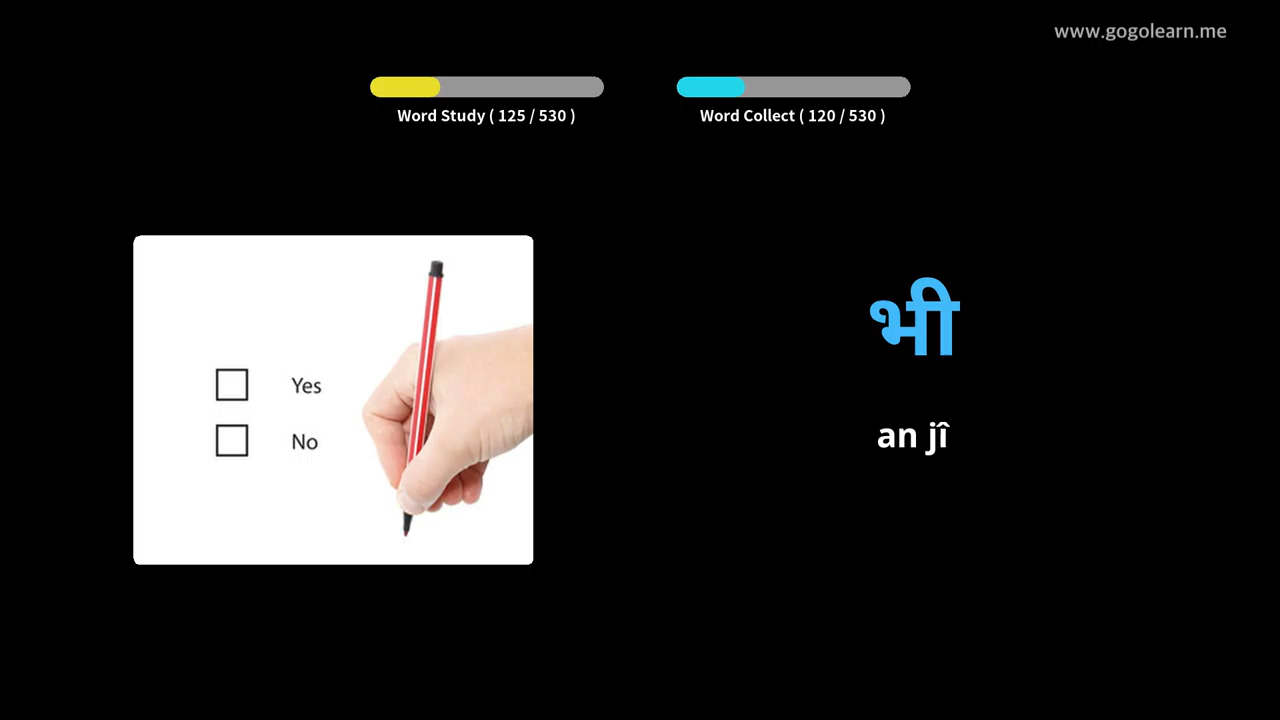 www.gogolearn.me
Word Study ( 125 / 530 )
Word Collect ( 120 / 530 )
Yes
No
भी
an jî